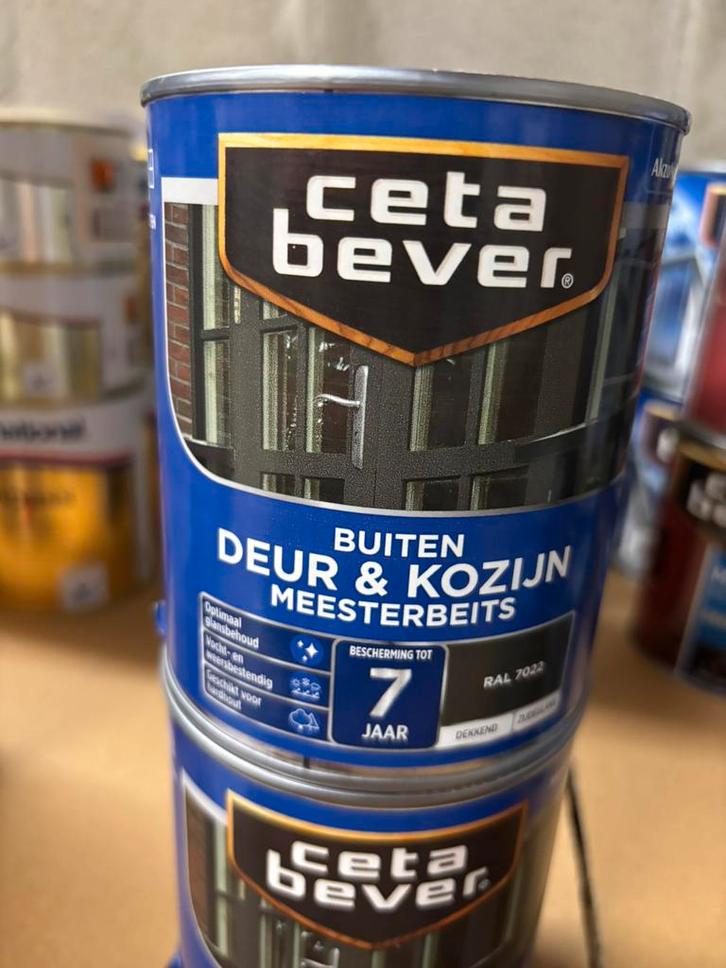 ceta
bever®
BUITEN
DEUR & KOZIJN
MEESTERBEITS
Optimaal
glansbehoud
Vocht- en
weersbestendig
Geschikt voor
hardhout
BESCHERMING TOT
7
JAAR
RAL 7022
DEKKEND
ZIJDEGLANS
ceta
bever